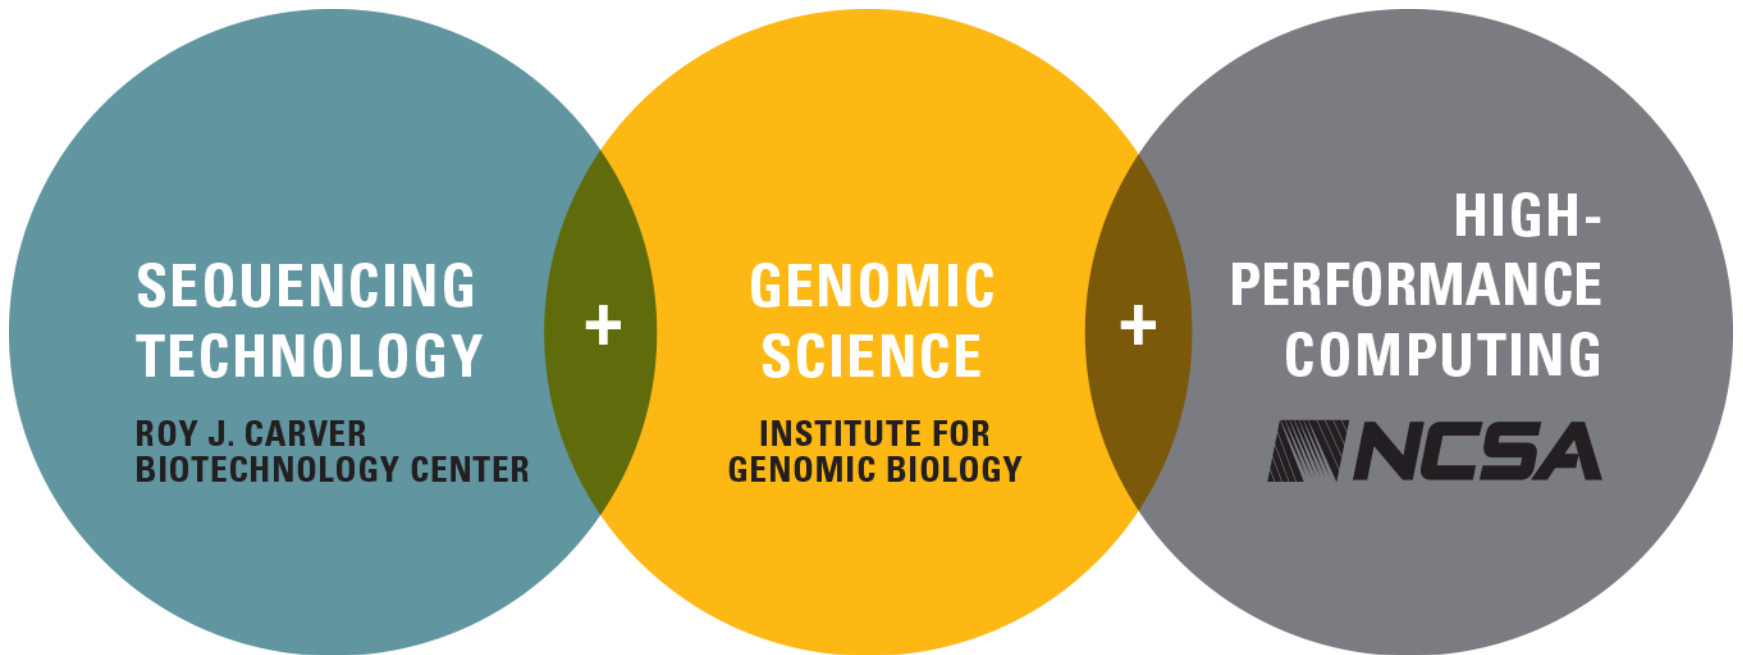 SEQUENCING
TECHNOLOGY
ROY J. CARVER
BIOTECHNOLOGY CENTER
+
GENOMIC
SCIENCE
INSTITUTE FOR
GENOMIC BIOLOGY
+
HIGH-
PERFORMANCE
COMPUTING
NCSA